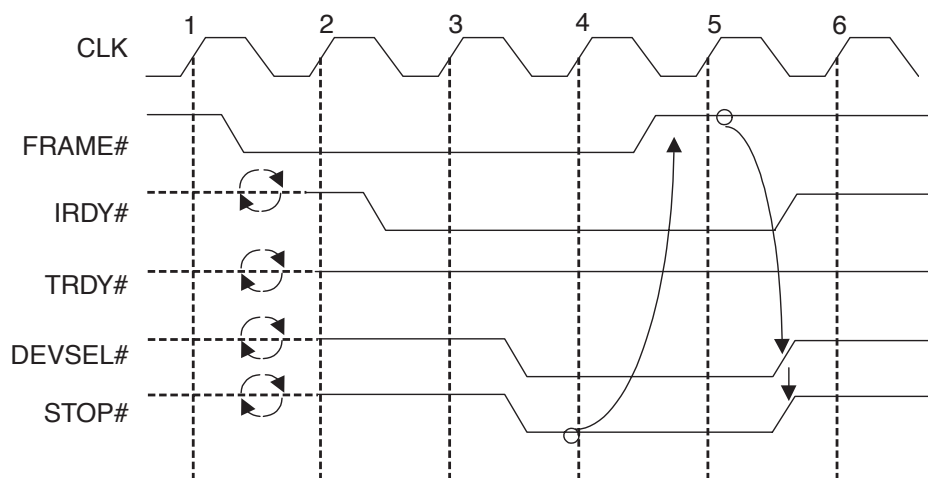 1 2 3 4 5 6
CLK
FRAME#
IRDY#
TRDY#
DEVSEL#
STOP#